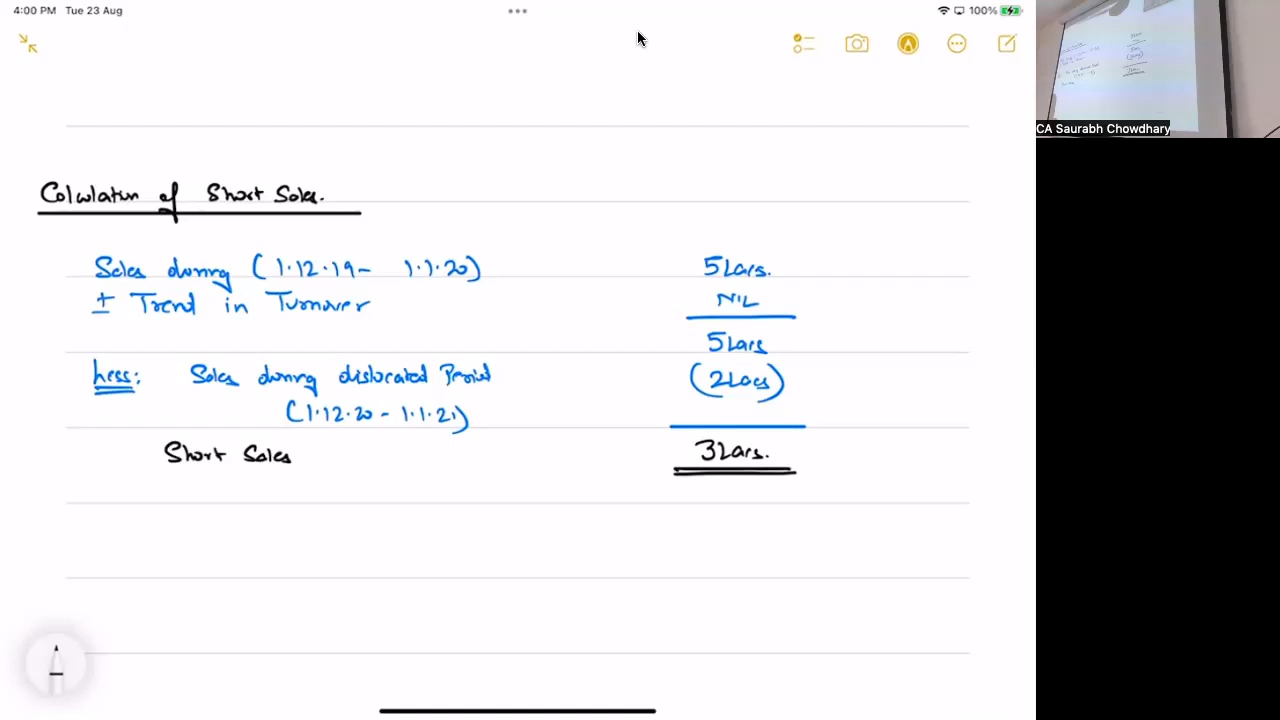 4:00 PM Tue 23 Aug
100%
CA Saurabh Chowdhary
Calculation of Short Sales.
Sales during (1.12.19 - 1.1.20) 5 Lacs.
± Trend in Turnover NIL
5 Lacs
Less: Sales during dislocated Period (2 Lacs)
(1.12.20 - 1.1.21)
Short Sales 3 Lacs.